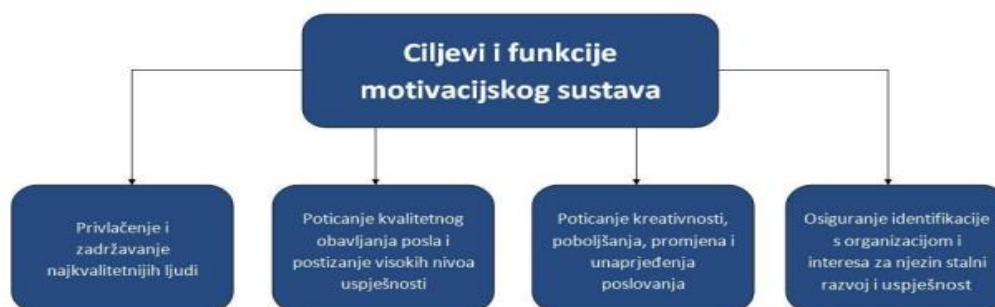 Ciljevi i funkcije
motivacijskog sustava
Privlačenje i
zadržavanje
najkvalitetnijih ljudi
Poticanje kvalitetnog
obavljanja posla i
postizanje visokih nivoa
uspješnosti
Poticanje kreativnosti,
poboljšanja, promjena i
unaprjeđenja
poslovanja
Osiguranje identifikacije
s organizacijom i
interesa za njezin stalni
razvoj i uspješnost